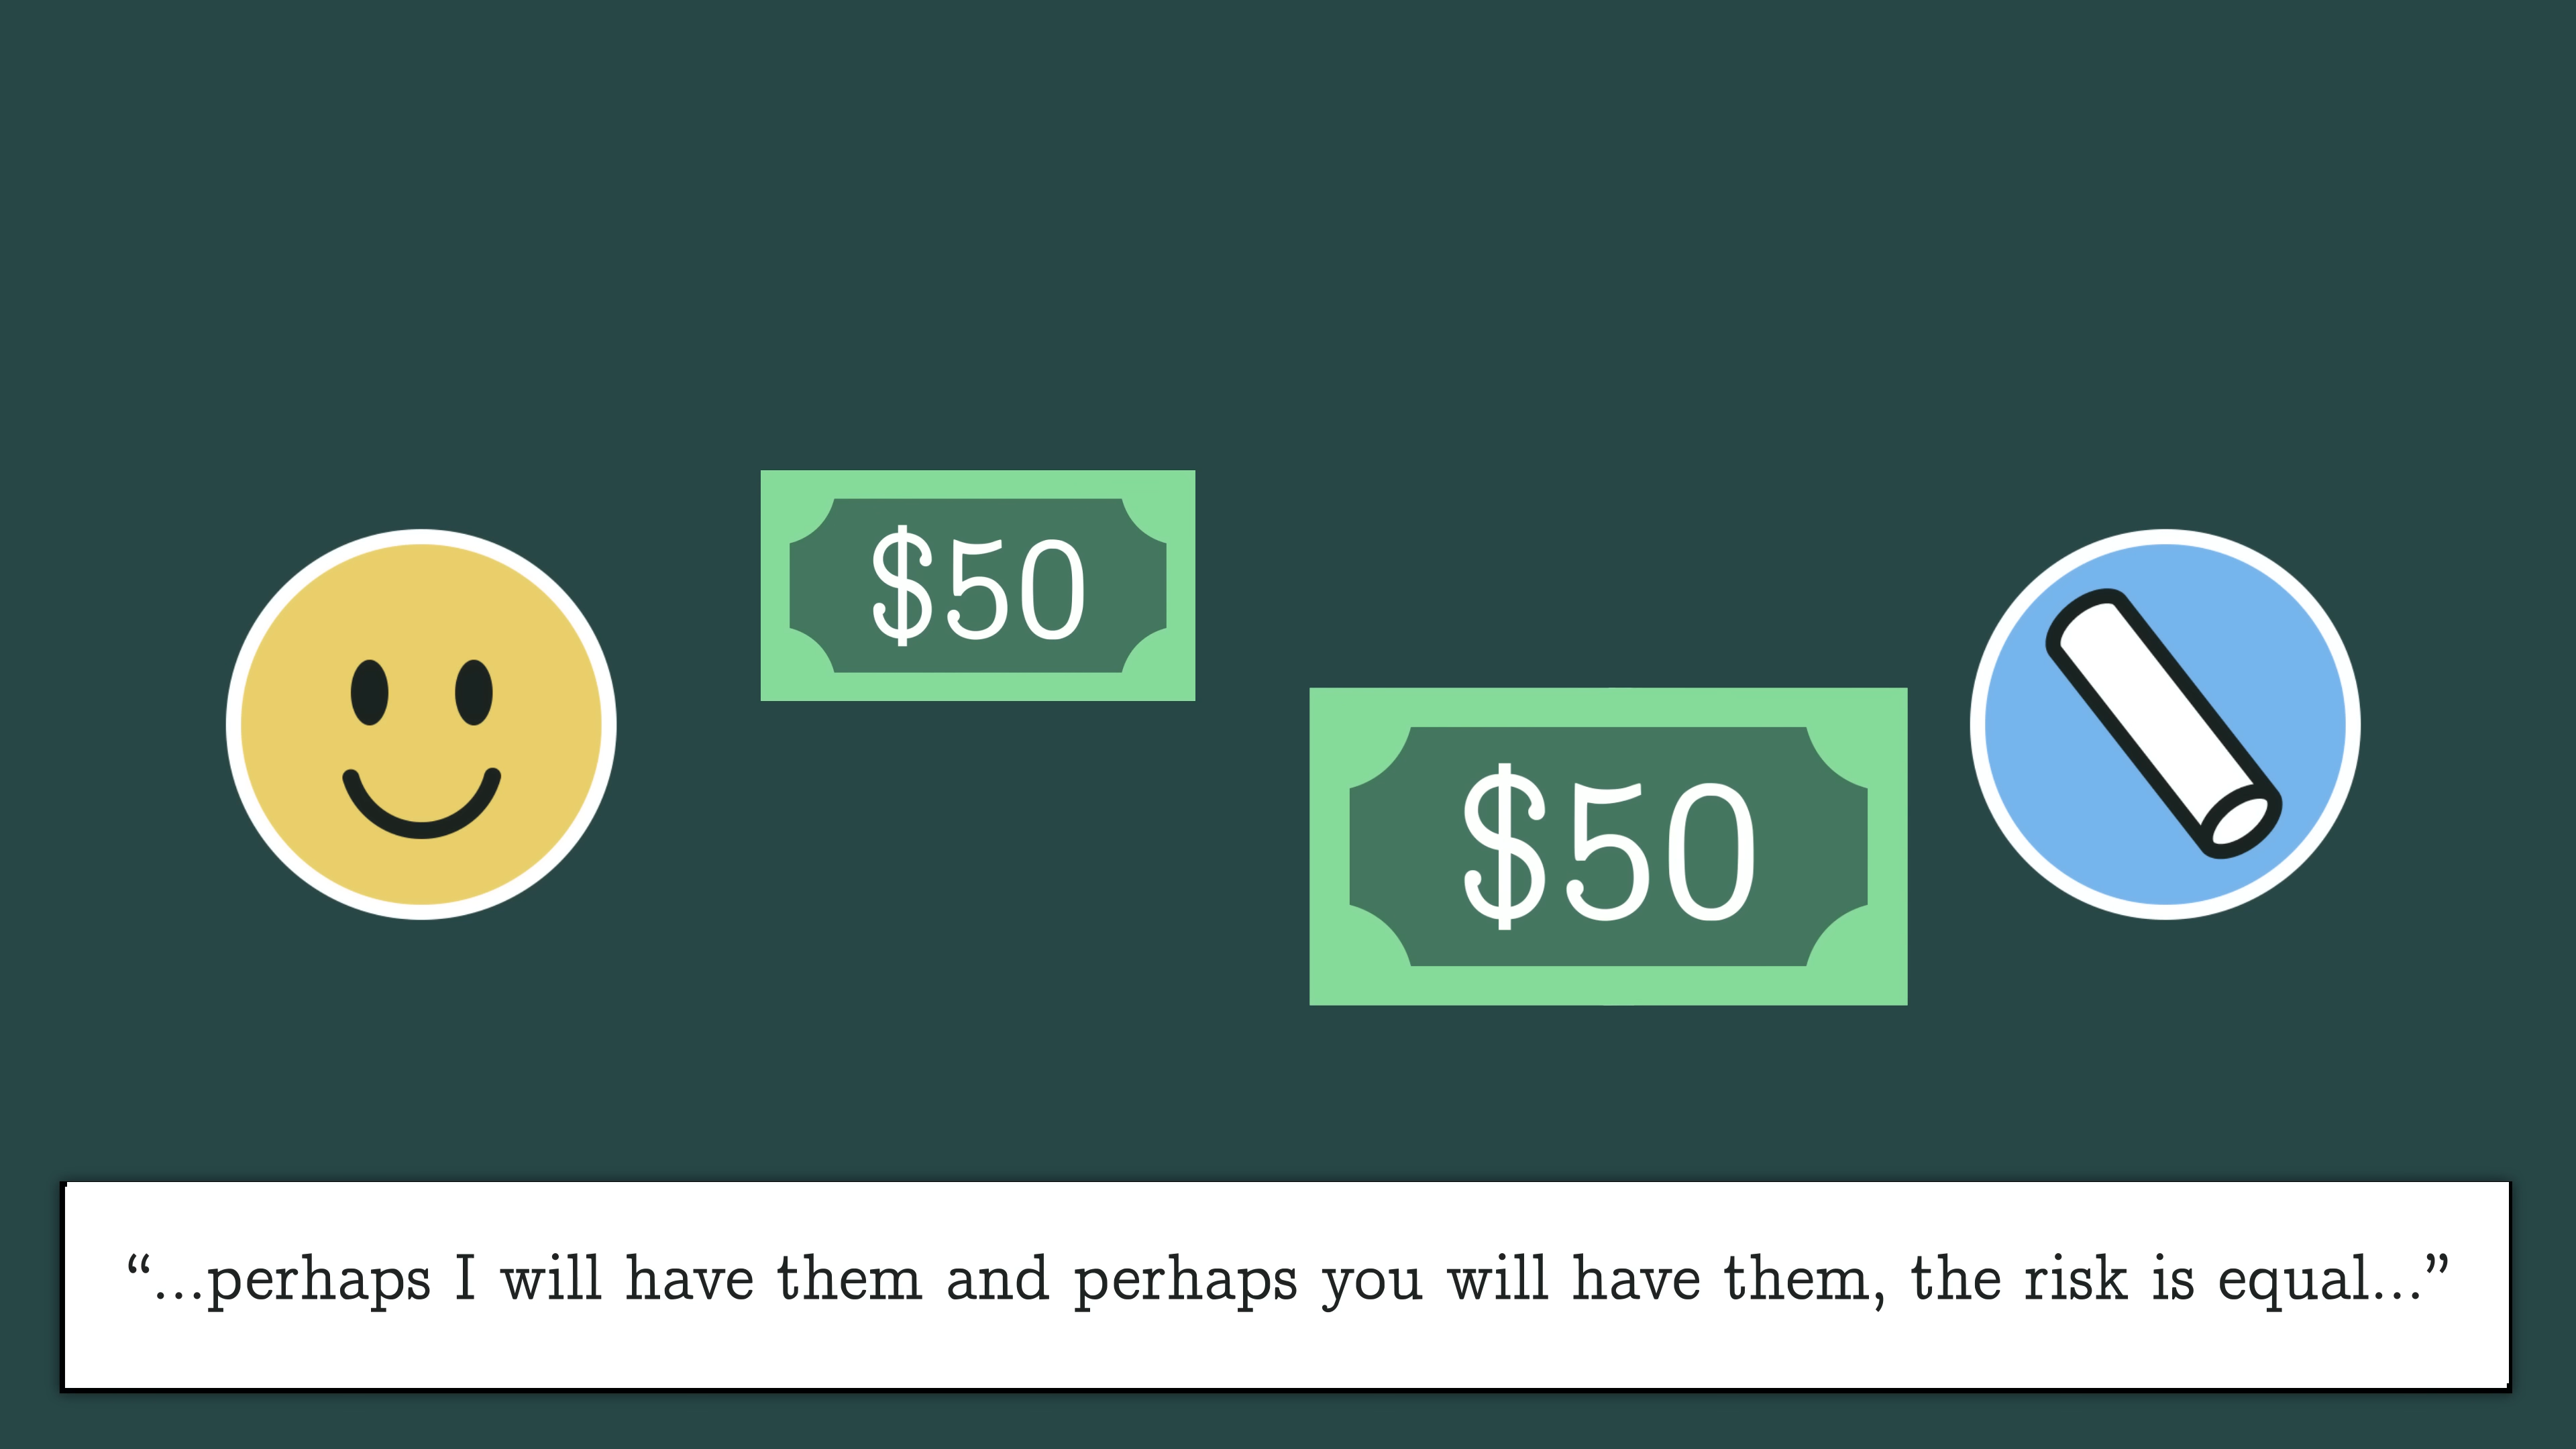 $50
$50
“...perhaps I will have them and perhaps you will have them, the risk is equal...”